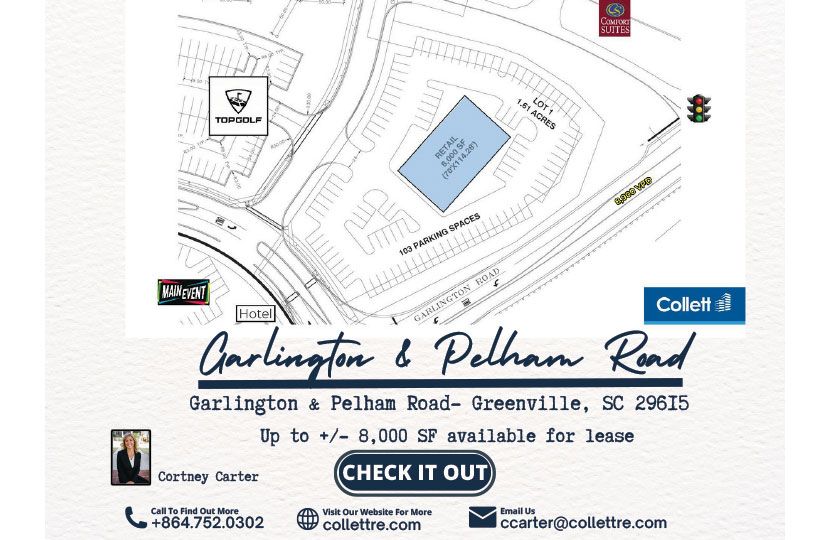 COMFORT
SUITES
TOPGOLF
LOT 1
1.61 ACRES
RETAIL
8,000 SF
(70'X114.28')
103 PARKING SPACES
GARLINGTON ROAD
MAIN EVENT
Hotel
Collett
Garlington & Pelham Road
Garlington & Pelham Road- Greenville, SC 29615
Up to +/- 8,000 SF available for lease
Cortney Carter
CHECK IT OUT
Call To Find Out More
+864.752.0302
Visit Our Website For More
collettre.com
Email Us
ccarter@collettre.com